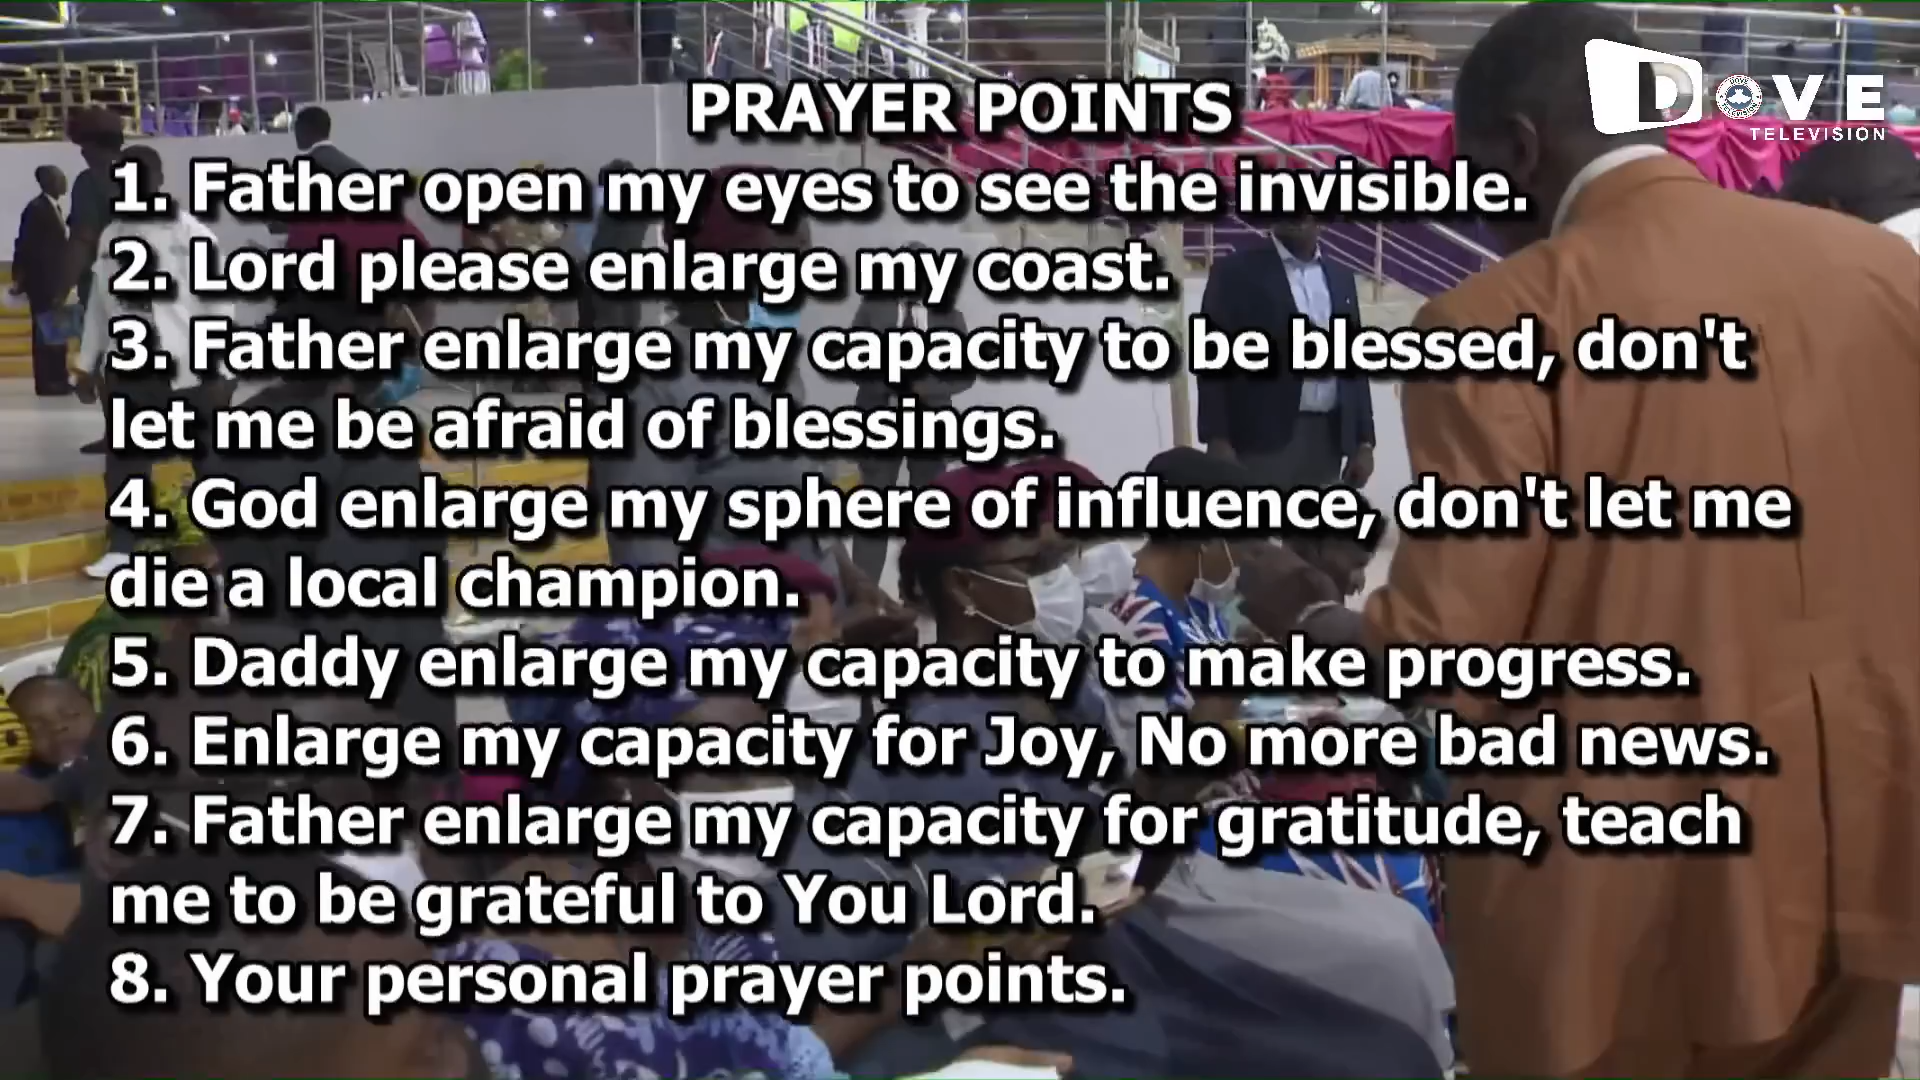 PRAYER POINTS
1. Father open my eyes to see the invisible.
2. Lord please enlarge my coast.
3. Father enlarge my capacity to be blessed, don't
let me be afraid of blessings.
4. God enlarge my sphere of influence, don't let me
die a local champion.
5. Daddy enlarge my capacity to make progress.
6. Enlarge my capacity for Joy, No more bad news.
7. Father enlarge my capacity for gratitude, teach
me to be grateful to You Lord.
8. Your personal prayer points.
DOVE
TELEVISION